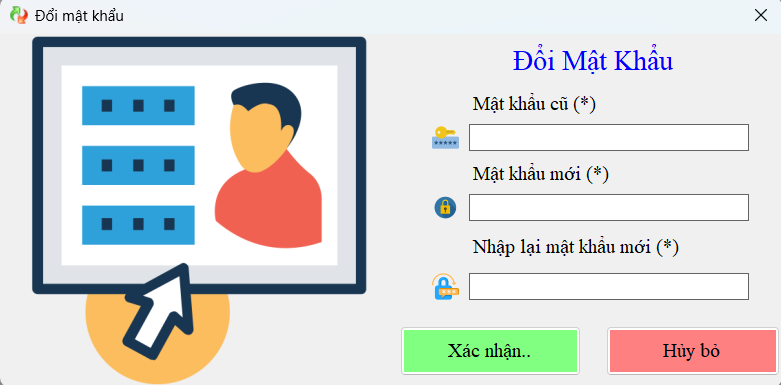 Đổi mật khẩu
Đổi Mật Khẩu
Mật khẩu cũ (*)
Mật khẩu mới (*)
Nhập lại mật khẩu mới (*)
Xác nhận..
Hủy bỏ